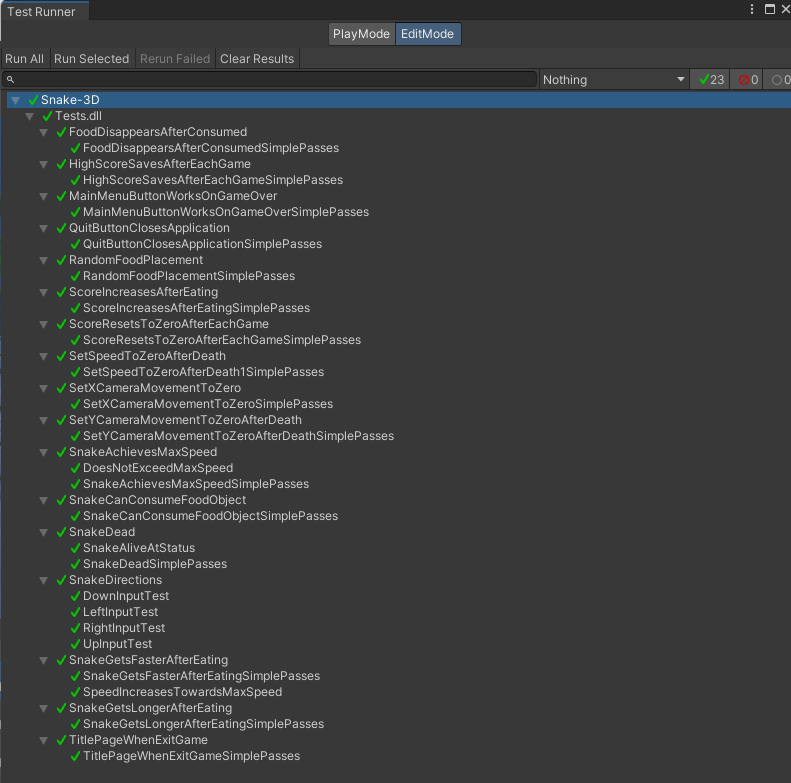 Test Runner
PlayMode EditMode
Run All Run Selected Rerun Failed Clear Results
Nothing 23 0 0
Snake-3D
Tests.dll
FoodDisappearsAfterConsumed
FoodDisappearsAfterConsumedSimplePasses
HighScoreSavesAfterEachGame
HighScoreSavesAfterEachGameSimplePasses
MainMenuButtonWorksOnGameOver
MainMenuButtonWorksOnGameOverSimplePasses
QuitButtonClosesApplication
QuitButtonClosesApplicationSimplePasses
RandomFoodPlacement
RandomFoodPlacementSimplePasses
ScoreIncreasesAfterEating
ScoreIncreasesAfterEatingSimplePasses
ScoreResetsToZeroAfterEachGame
ScoreResetsToZeroAfterEachGameSimplePasses
SetSpeedToZeroAfterDeath
SetSpeedToZeroAfterDeath1SimplePasses
SetXCameraMovementToZero
SetXCameraMovementToZeroSimplePasses
SetYCameraMovementToZeroAfterDeath
SetYCameraMovementToZeroAfterDeathSimplePasses
SnakeAchievesMaxSpeed
DoesNotExceedMaxSpeed
SnakeAchievesMaxSpeedSimplePasses
SnakeCanConsumeFoodObject
SnakeCanConsumeFoodObjectSimplePasses
SnakeDead
SnakeAliveAtStatus
SnakeDeadSimplePasses
SnakeDirections
DownInputTest
LeftInputTest
RightInputTest
UpInputTest
SnakeGetsFasterAfterEating
SnakeGetsFasterAfterEatingSimplePasses
SpeedIncreasesTowardsMaxSpeed
SnakeGetsLongerAfterEating
SnakeGetsLongerAfterEatingSimplePasses
TitlePageWhenExitGame
TitlePageWhenExitGameSimplePasses